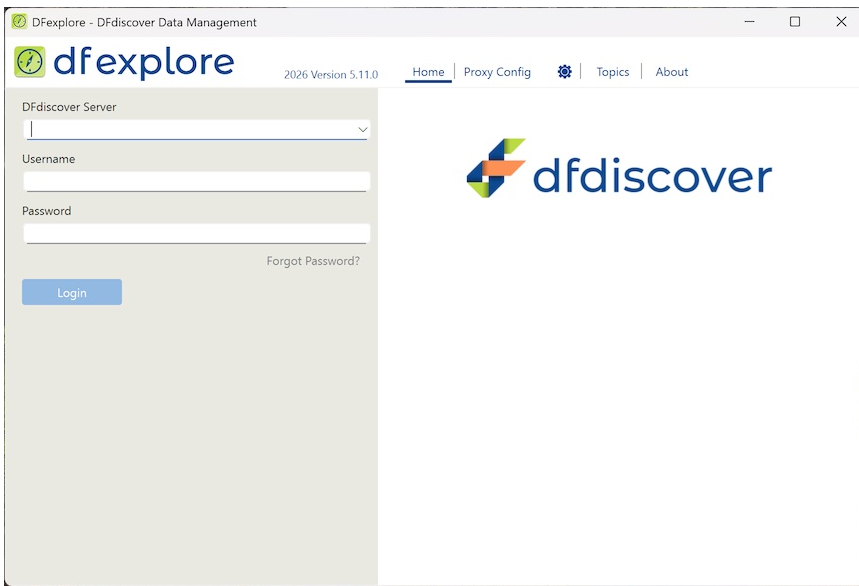 DFexplore - DFdiscover Data Management
dfexplore
2026 Version 5.11.0
Home
Proxy Config
Topics
About
DFdiscover Server
Username
Password
Forgot Password?
Login
dfdiscover